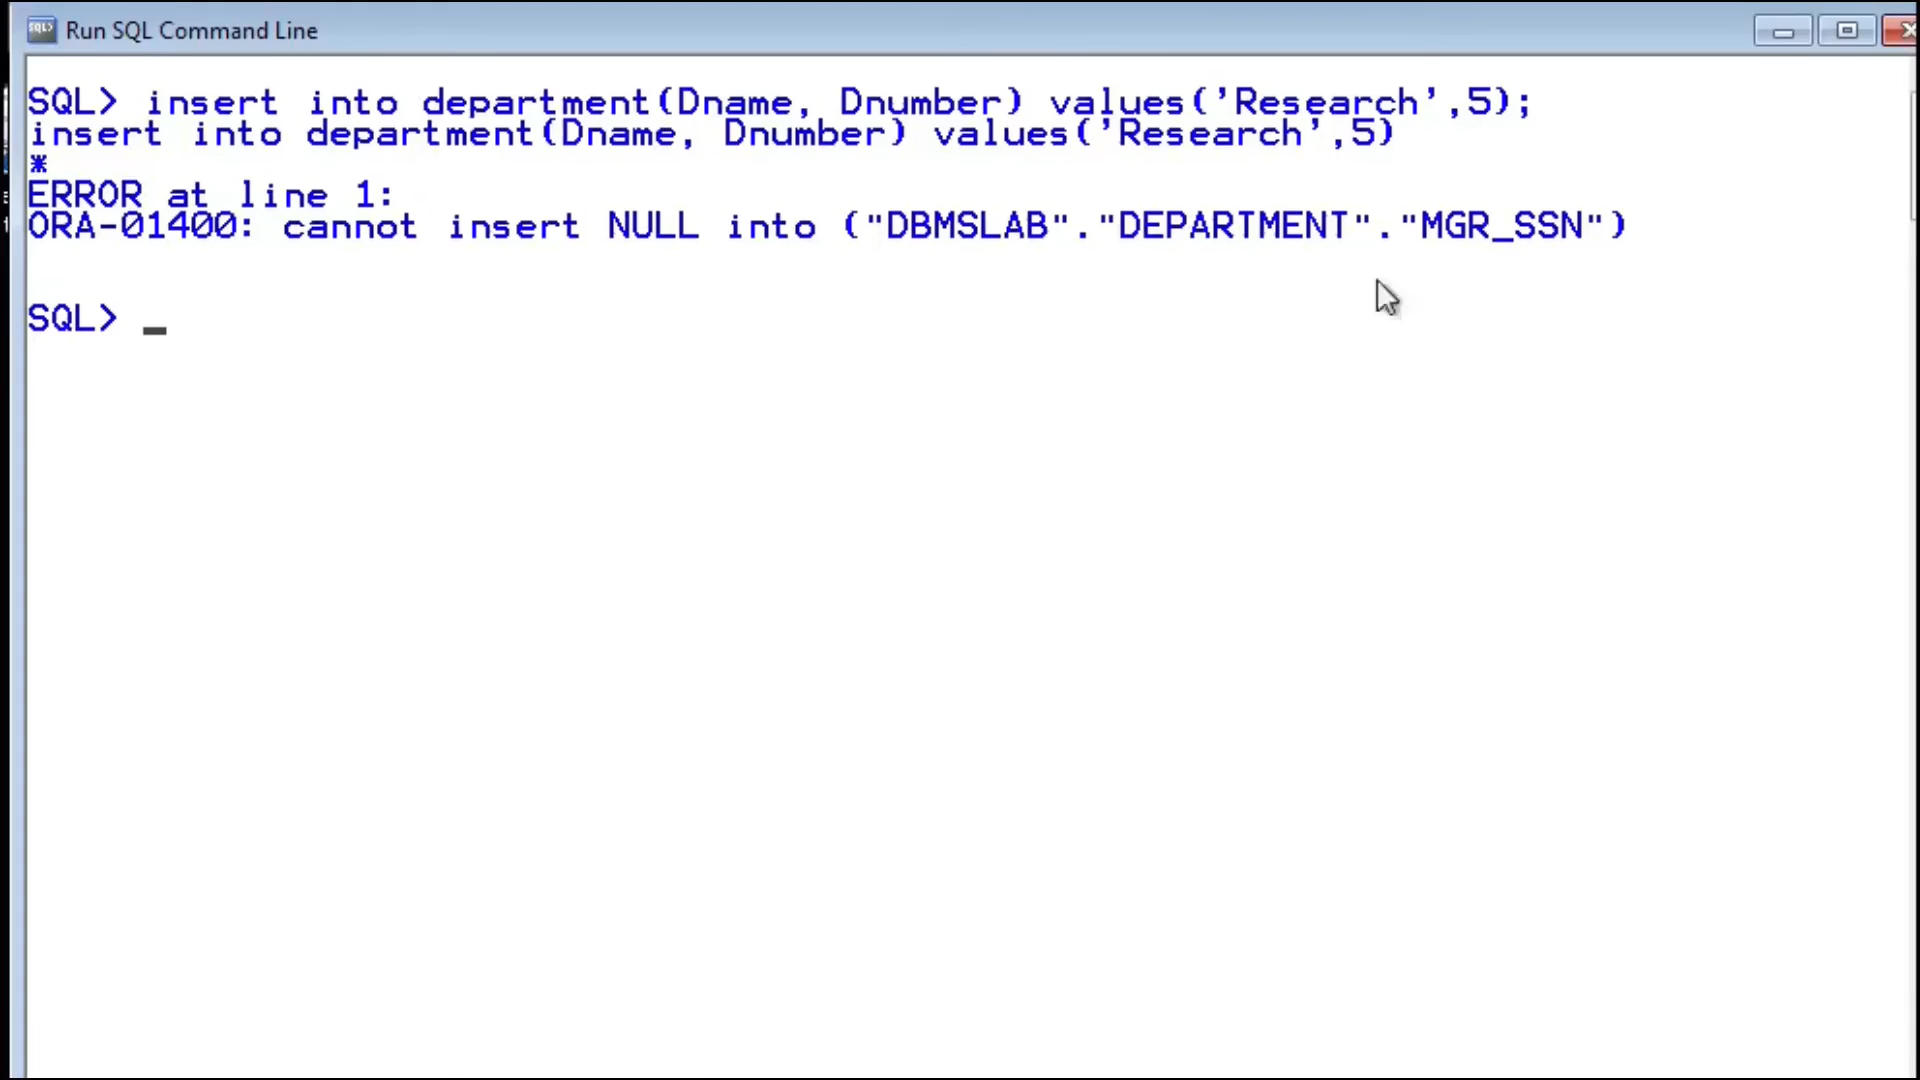 Run SQL Command Line
SQL> insert into department(Dname, Dnumber) values('Research',5);
insert into department(Dname, Dnumber) values('Research',5)
*
ERROR at line 1:
ORA-01400: cannot insert NULL into ("DBMSLAB"."DEPARTMENT"."MGR_SSN")
SQL> _